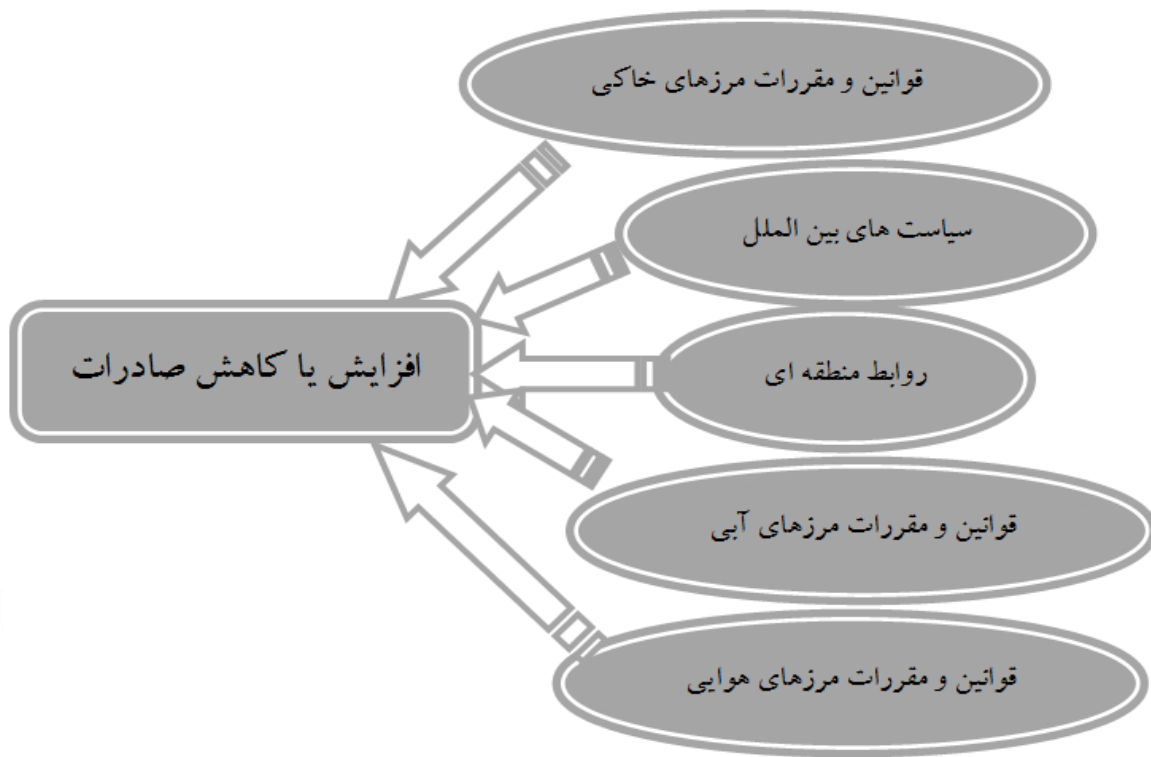 قوانین و مقررات مرزهای خاکی
سیاست های بین الملل
روابط منطقه ای
افزایش یا کاهش صادرات
قوانین و مقررات مرزهای آبی
قوانین و مقررات مرزهای هوایی